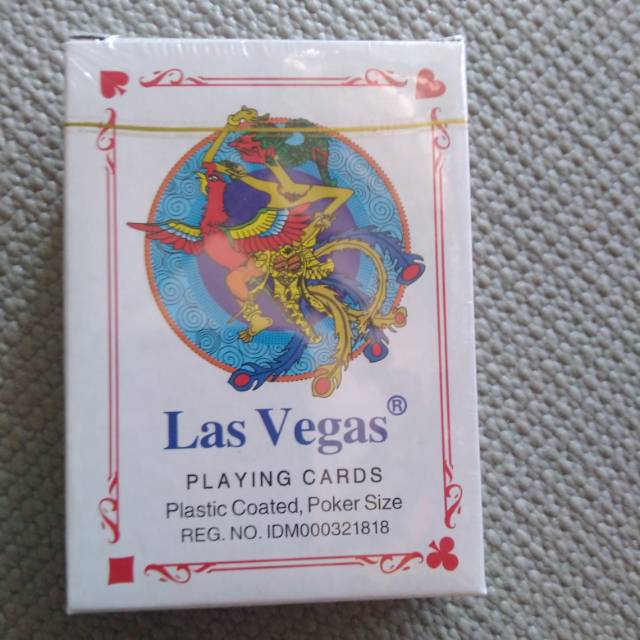 Las Vegas®
PLAYING CARDS
Plastic Coated, Poker Size
REG. NO. IDM000321818